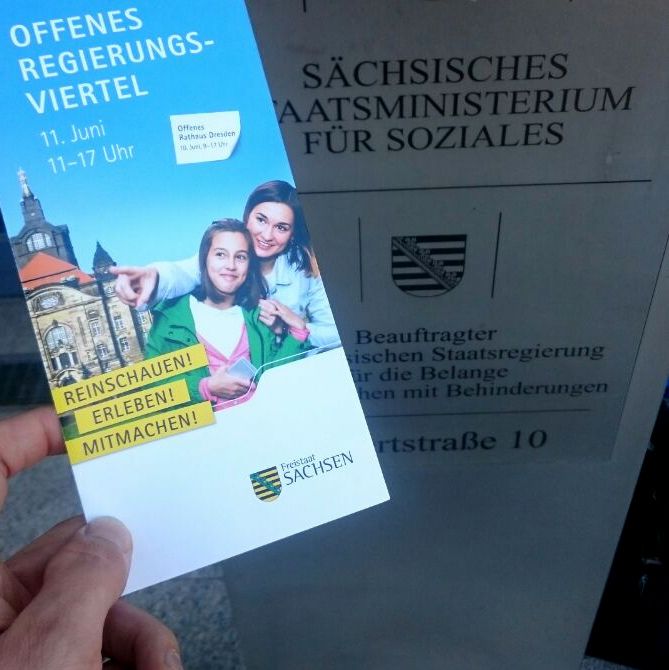 OFFENES
REGIERUNGS-
VIERTEL
11. Juni
11–17 Uhr
Offenes
Rathaus Dresden
10. Juni, 9–17 Uhr
REINSCHAUEN!
ERLEBEN!
MITMACHEN!
Freistaat
SACHSEN
SÄCHSISCHES
TAATSMINISTERIUM
FÜR SOZIALES
Beauftragter
sischen Staatsregierung
für die Belange
hen mit Behinderungen
rtstraße 10